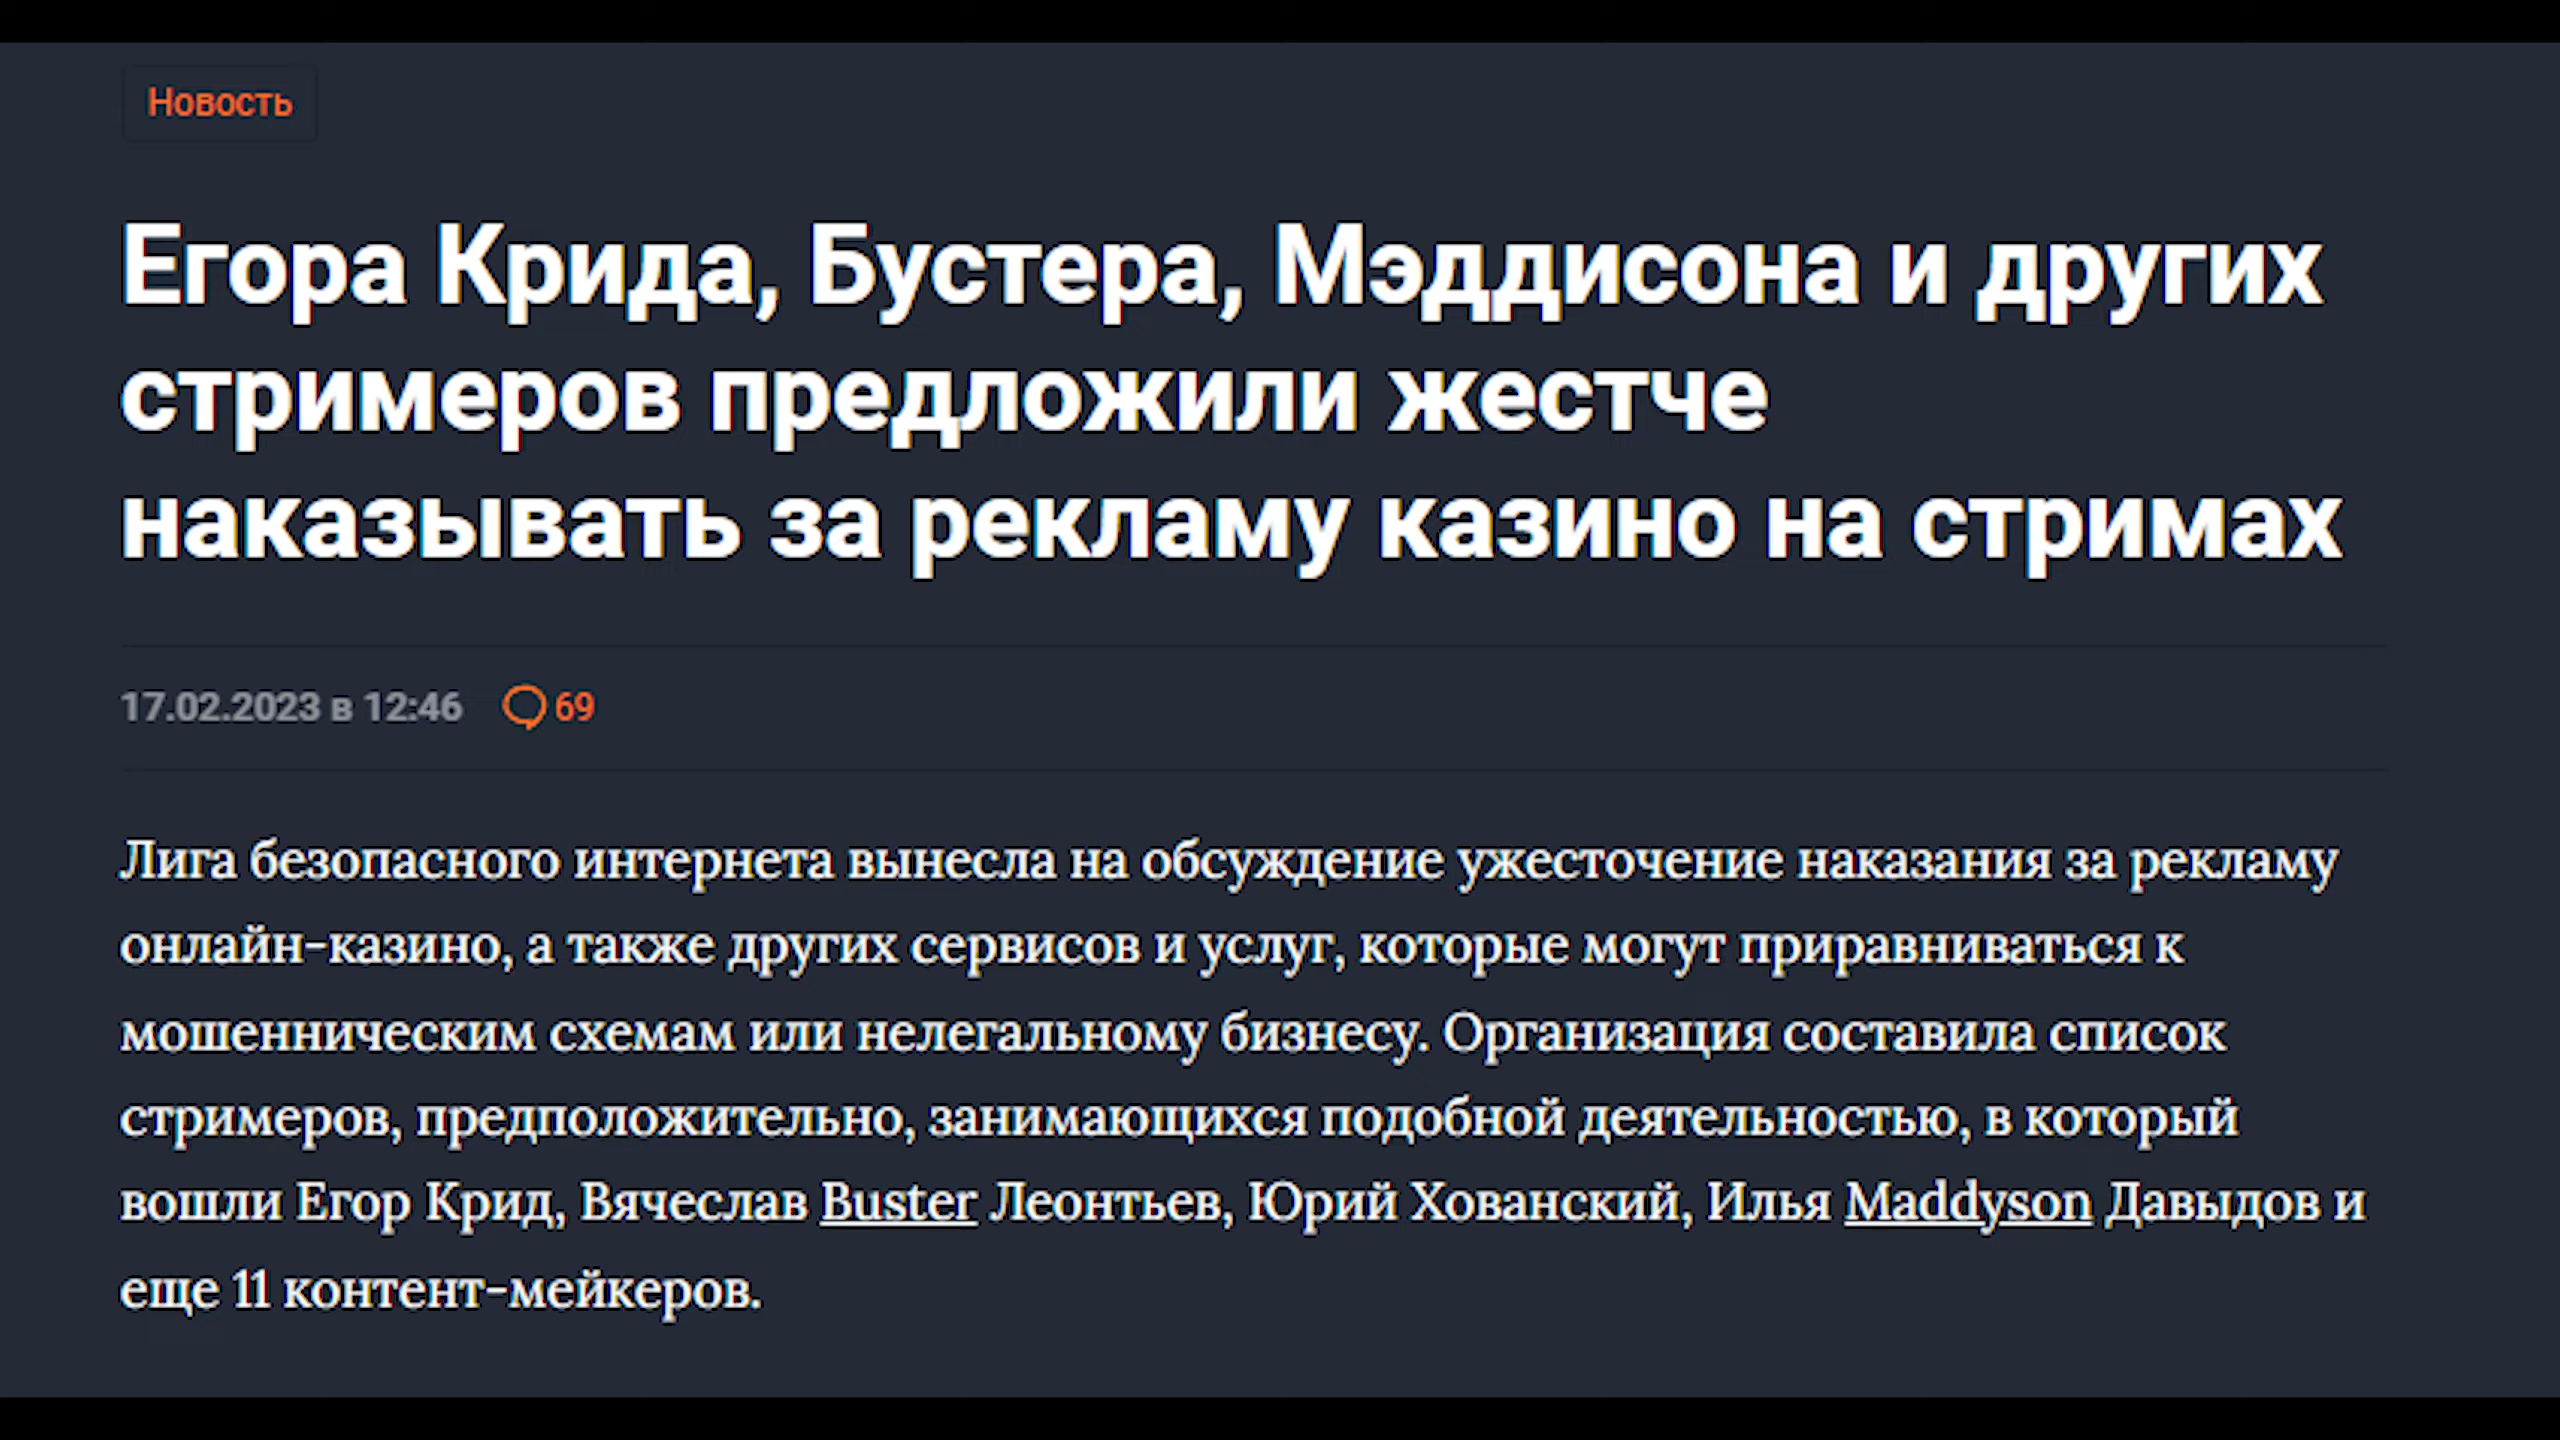 Новость
Егора Крида, Бустера, Мэддисона и других
стримеров предложили жестче
наказывать за рекламу казино на стримах
17.02.2023 в 12:46 69
Лига безопасного интернета вынесла на обсуждение ужесточение наказания за рекламу
онлайн-казино, а также других сервисов и услуг, которые могут приравниваться к
мошенническим схемам или нелегальному бизнесу. Организация составила список
стримеров, предположительно, занимающихся подобной деятельностью, в который
вошли Егор Крид, Вячеслав Buster Леонтьев, Юрий Хованский, Илья Maddyson Давыдов и
еще 11 контент-мейкеров.